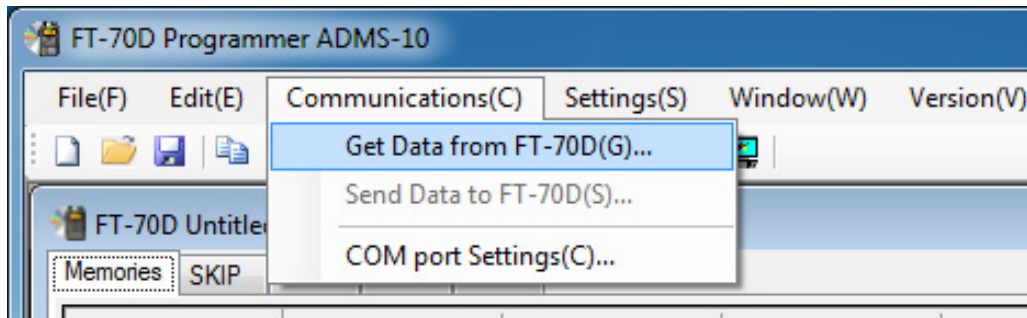 FT-70D Programmer ADMS-10
File(F) Edit(E) Communications(C) Settings(S) Window(W) Version(V)
Get Data from FT-70D(G)...
Send Data to FT-70D(S)...
FT-70D
COM port Settings(C)...
Memories SKIP